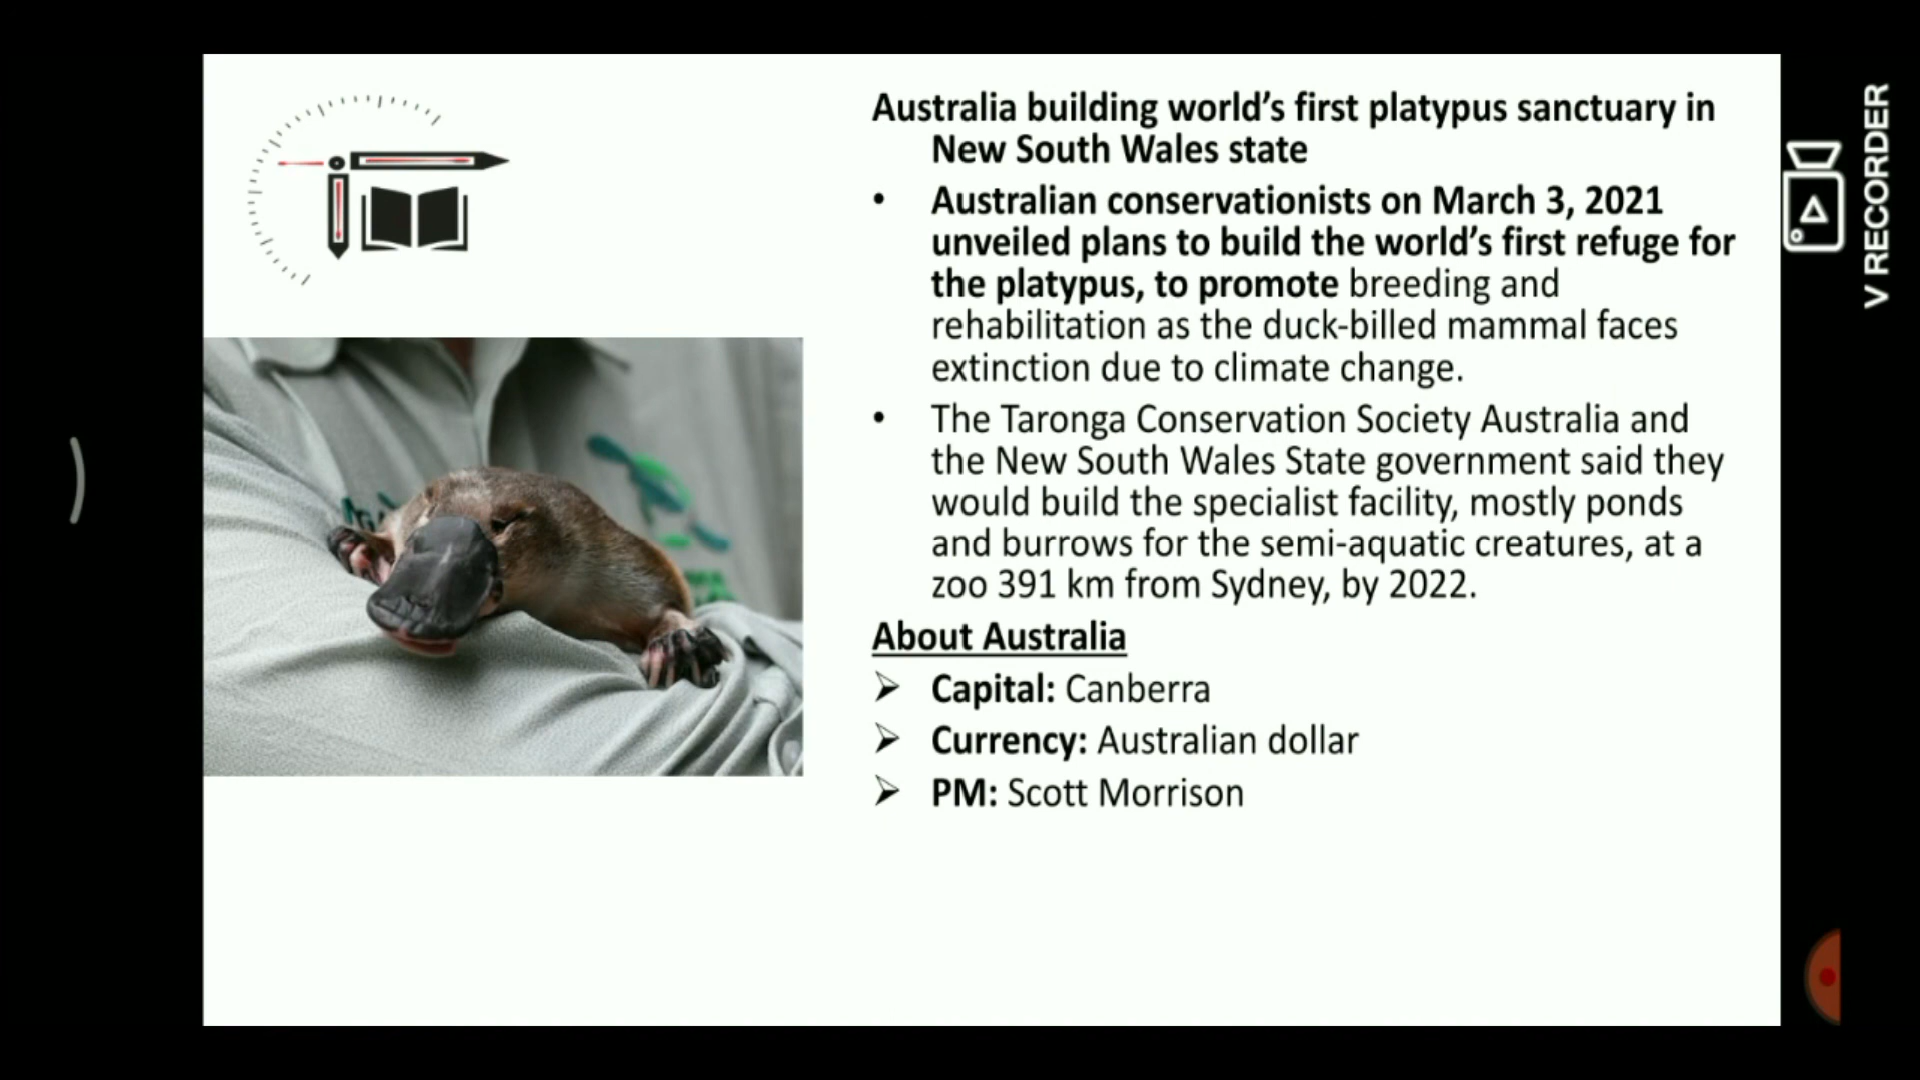 Australia building world's first platypus sanctuary in
New South Wales state
• Australian conservationists on March 3, 2021
unveiled plans to build the world's first refuge for
the platypus, to promote breeding and
rehabilitation as the duck-billed mammal faces
extinction due to climate change.
• The Taronga Conservation Society Australia and
the New South Wales State government said they
would build the specialist facility, mostly ponds
and burrows for the semi-aquatic creatures, at a
zoo 391 km from Sydney, by 2022.
About Australia
➢ Capital: Canberra
➢ Currency: Australian dollar
➢ PM: Scott Morrison
V RECORDER